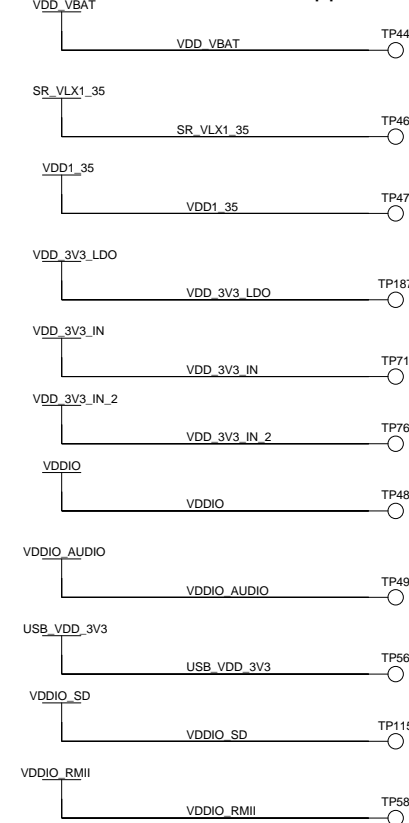 VDD_VBAT
TP44
VDD_VBAT
SR_VLX1_35
TP46
SR_VLX1_35
VDD1_35
TP47
VDD1_35
VDD_3V3_LDO
TP187
VDD_3V3_LDO
VDD_3V3_IN
TP71
VDD_3V3_IN
VDD_3V3_IN_2
TP76
VDD_3V3_IN_2
VDDIO
TP48
VDDIO
VDDIO_AUDIO
TP49
VDDIO_AUDIO
USB_VDD_3V3
TP56
USB_VDD_3V3
VDDIO_SD
TP115
VDDIO_SD
VDDIO_RMII
TP58
VDDIO_RMII